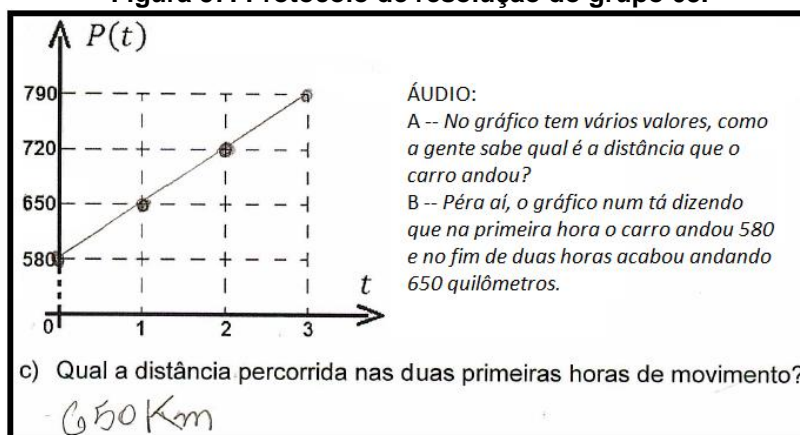 Figura Protocolo de resolução do grupo
P(t)
790
720
650
580
0
1
2
3
t
ÁUDIO:
A -- No gráfico tem vários valores, como
a gente sabe qual é a distância que o
carro andou?
B -- Péra aí, o gráfico num tá dizendo
que na primeira hora o carro andou 580
e no fim de duas horas acabou andando
650 quilômetros.
c) Qual a distância percorrida nas duas primeiras horas de movimento?
650 Km